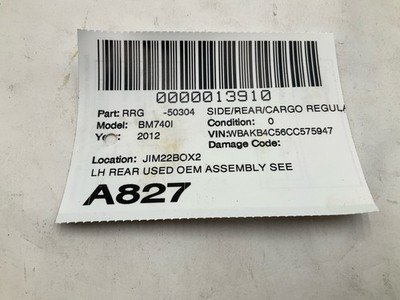 0000013910
Part: RRG -50304 SIDE/REAR/CARGO REGULA
Model: BM740I Condition: 0
Year: 2012 VIN:WBAKB4C56CC575947
Damage Code:
Location: JIM22BOX2
LH REAR USED OEM ASSEMBLY SEE
A827